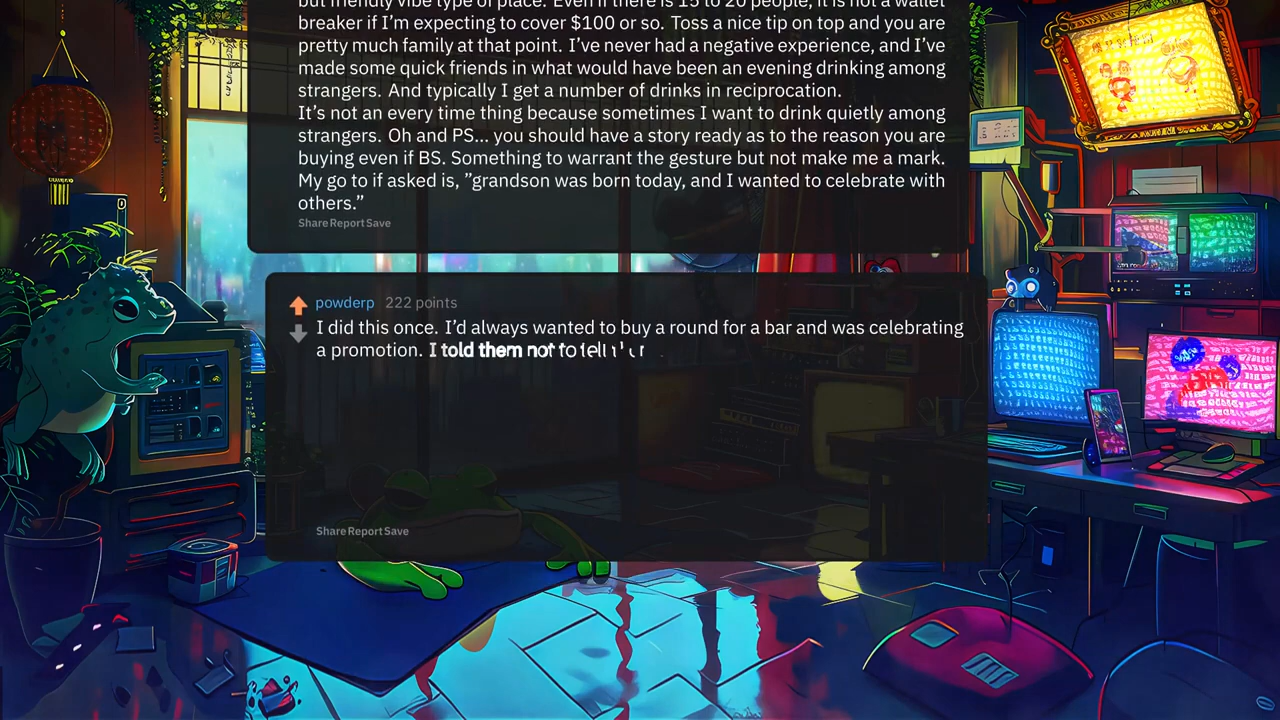 but friendly vibe type of place. Even if there is 15 to 20 people, it is not a wallet
breaker if I’m expecting to cover $100 or so. Toss a nice tip on top and you are
pretty much family at that point. I’ve never had a negative experience, and I’ve
made some quick friends in what would have been an evening drinking among
strangers. And typically I get a number of drinks in reciprocation.
It’s not an every time thing because sometimes I want to drink quietly among
strangers. Oh and PS... you should have a story ready as to the reason you are
buying even if BS. Something to warrant the gesture but not make me a mark.
My go to if asked is, ”grandson was born today, and I wanted to celebrate with
others.”
Share Report Save
powderp 222 points
I did this once. I’d always wanted to buy a round for a bar and was celebrating
a promotion. I told them not to tell
Share Report Save